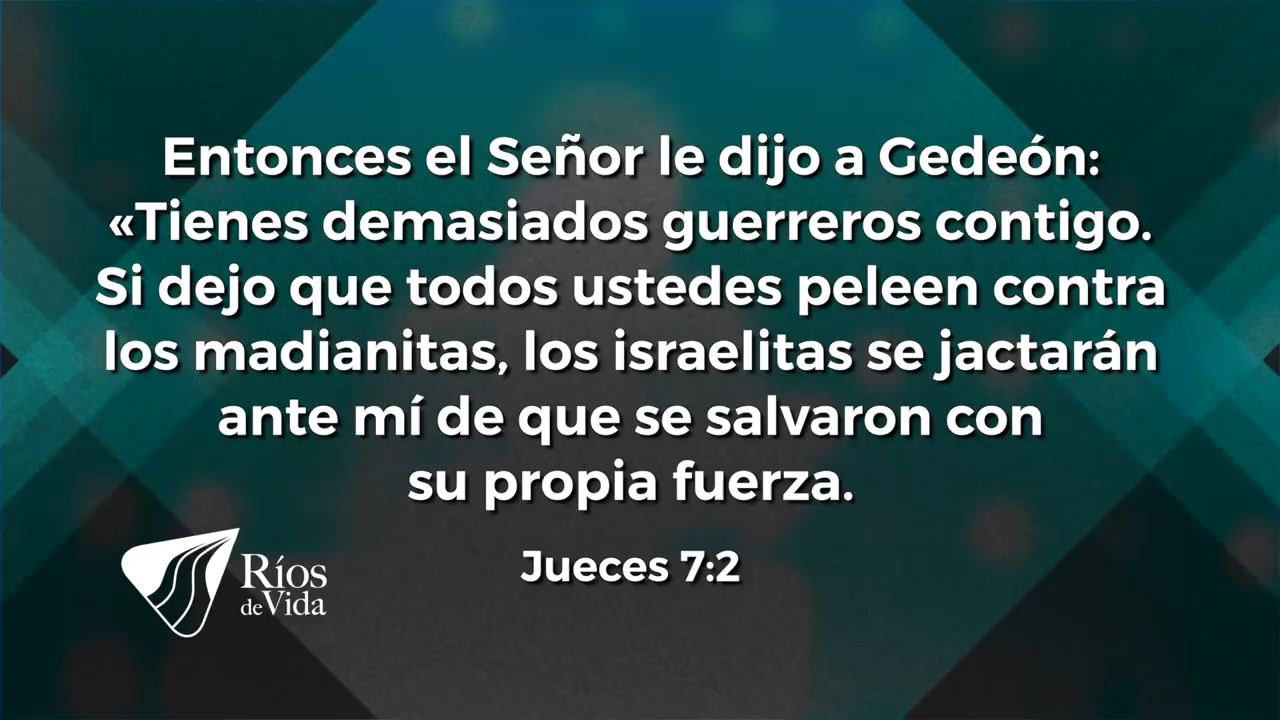 Entonces el Señor le dijo a Gedeón:
«Tienes demasiados guerreros contigo.
Si dejo que todos ustedes peleen contra
los madianitas, los israelitas se jactarán
ante mí de que se salvaron con
su propia fuerza.
Jueces 7:2
Ríos
de Vida